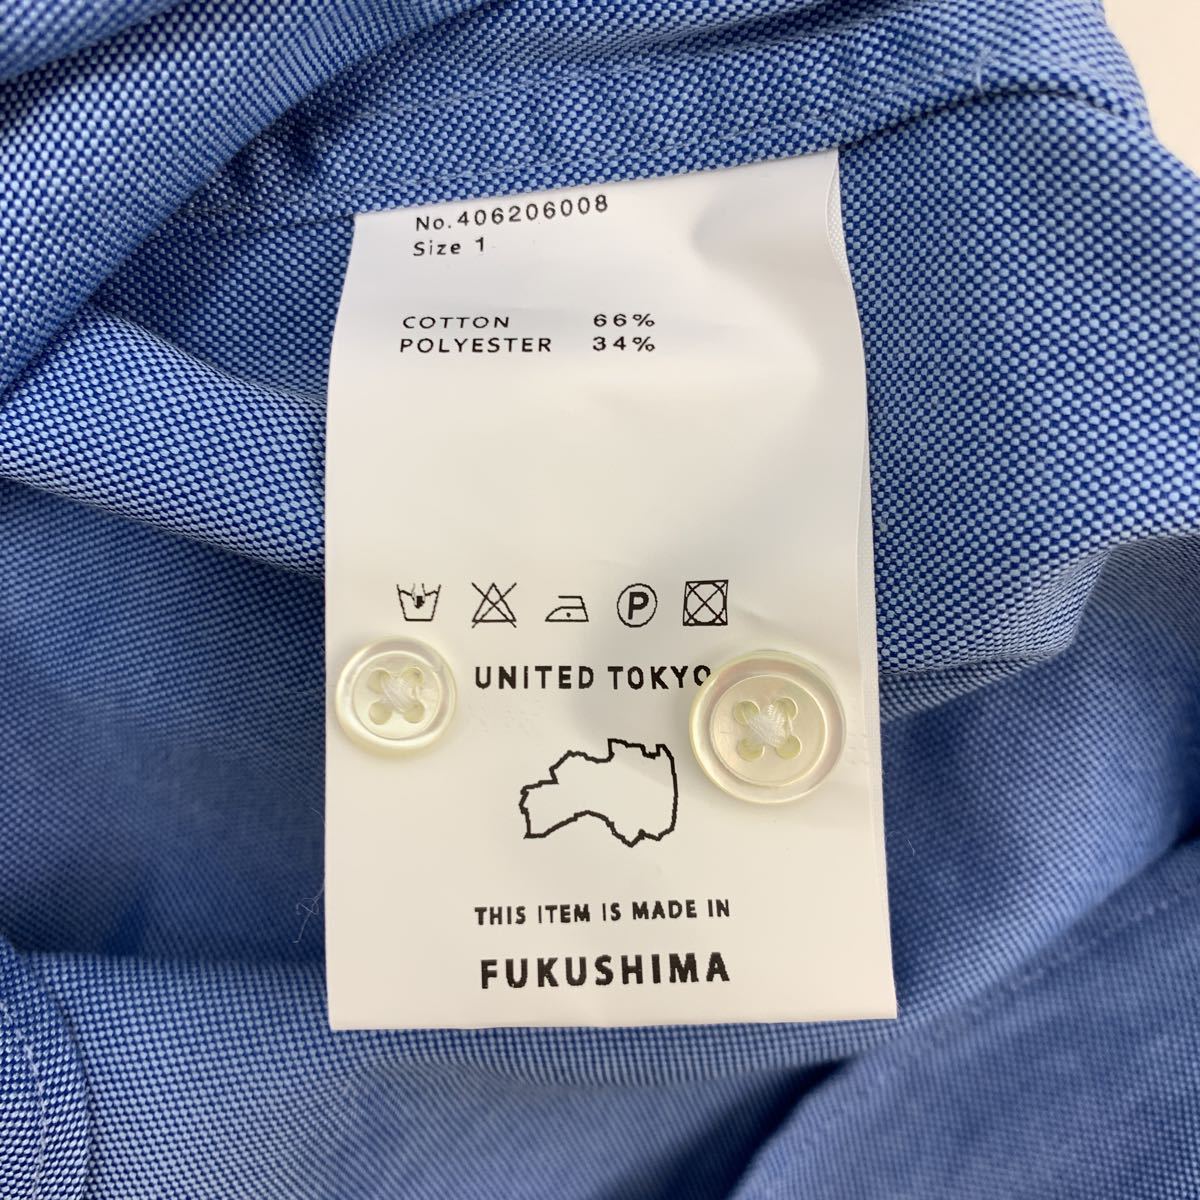 No.406206008
Size 1
COTTON 66%
POLYESTER 34%
P
UNITED TOKYO
THIS ITEM IS MADE IN
FUKUSHIMA